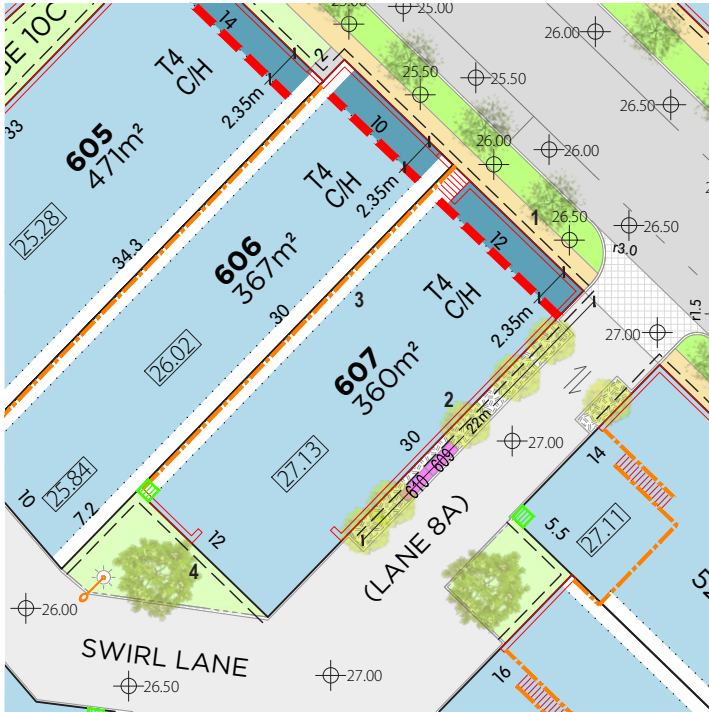 DE 10C
33
605
471m²
25.28
34.3
14
2.35m
T4
C/H
2
26.00
25.50
25.50
26.50
26.00
26.00
26.50
26.50
1
r3.0
r1.5
27.00
10
2.35m
T4
C/H
606
367m²
26.02
30
3
12
2.35m
T4
C/H
607
360m²
27.13
30
2
22m
610 - 609
12
4
25.84
10
7.2
27.00
(LANE 8A)
14
27.11
5.5
52
16
26.00
SWIRL LANE
26.50
27.00